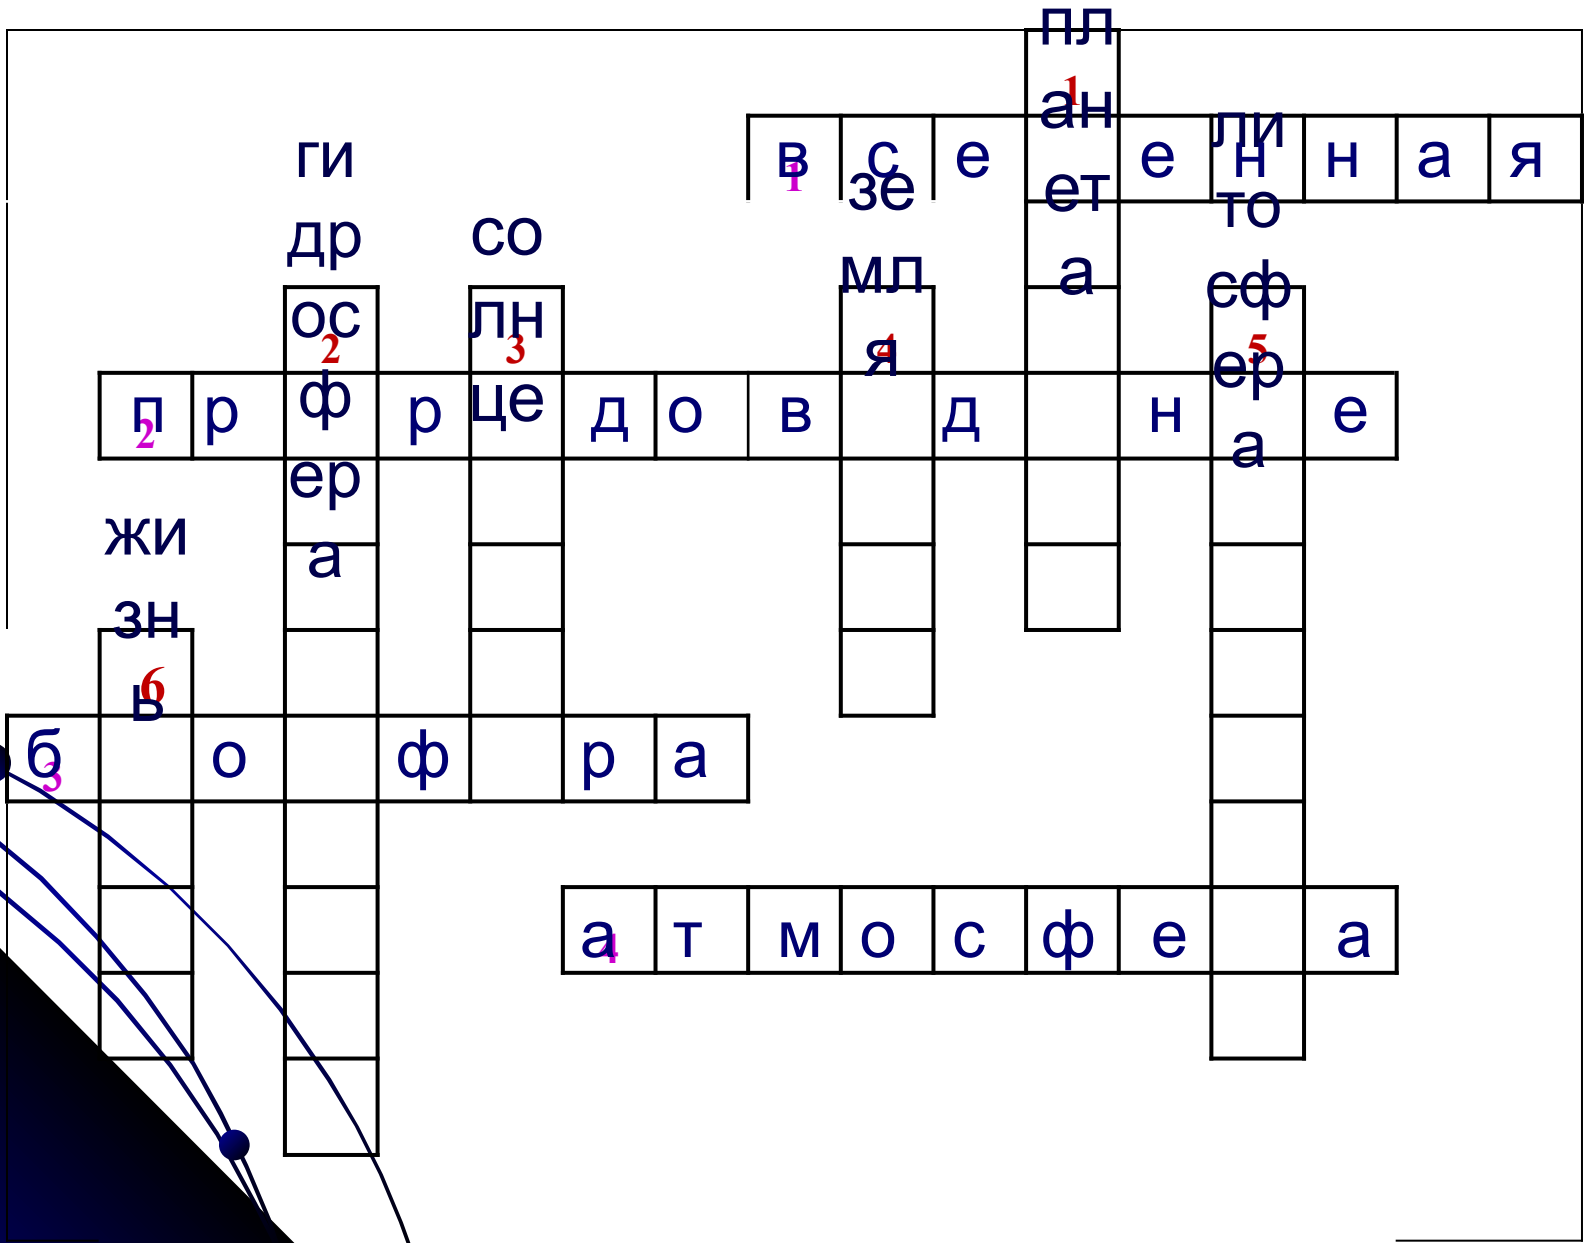 пл
ан
ет
а
1
в с е е н н а я
1
ли
то
сф
ер
а
5
ги
др
ос
ф
ер
а
2
со
лн
це
3
зе
мл
я
4
п р р д о в д н е
2
жи
зн
ь
6
б о ф р а
3
а т м о с ф е а
4